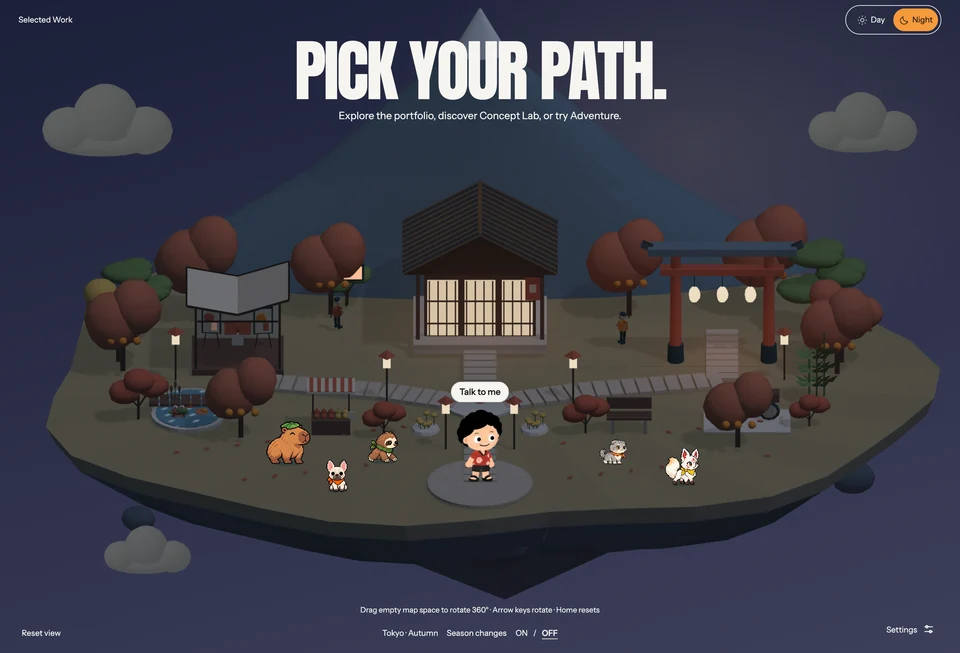 Selected Work
Day
Night
PICK YOUR PATH.
Explore the portfolio, discover Concept Lab, or try Adventure.
Talk to me
Drag empty map space to rotate 360° · Arrow keys rotate · Home resets
Reset view
Tokyo · Autumn Season changes ON / OFF
Settings